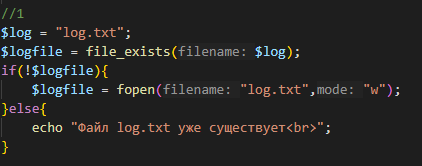 //1
$log = "log.txt";
$logfile = file_exists(filename: $log);
if(!$logfile){
    $logfile = fopen(filename: "log.txt",mode: "w");
}else{
    echo "Файл log.txt уже существует<br>";
}